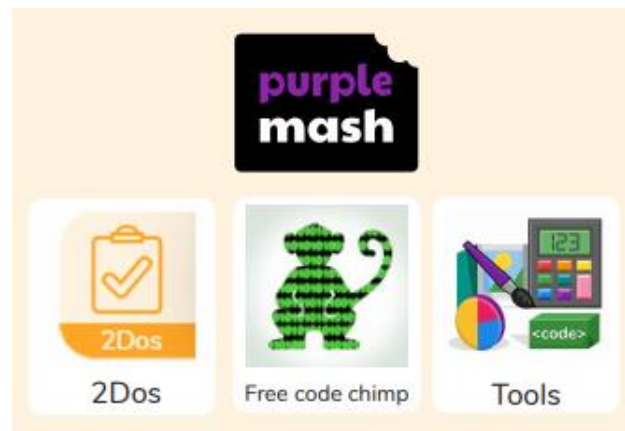 purple
mash
123
<code>
2Dos
2Dos
Free code chimp
Tools